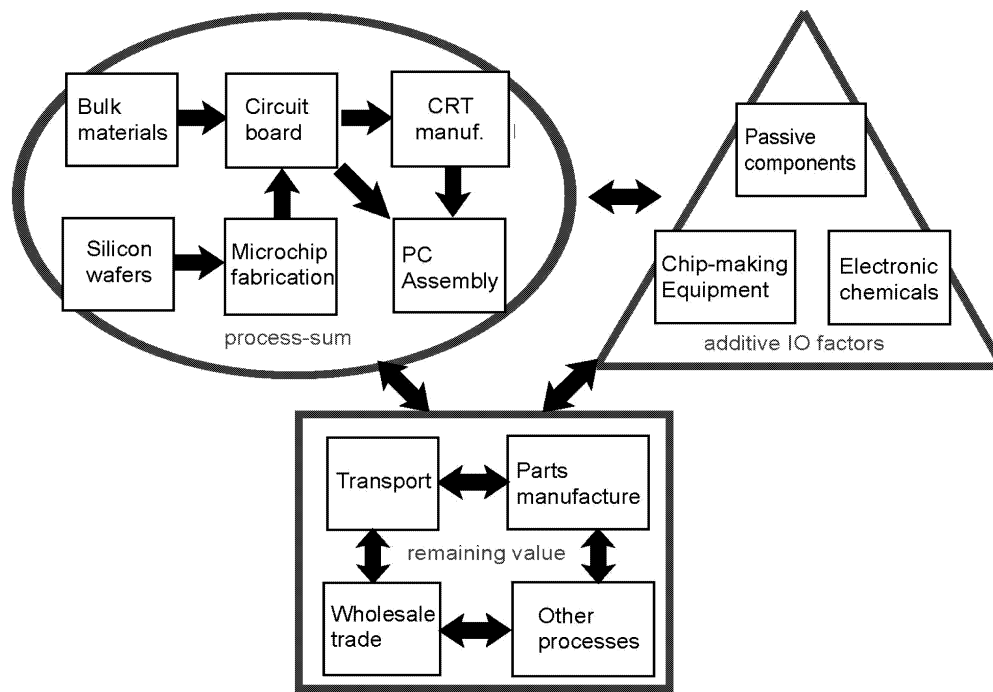 Bulk
materials
Circuit
board
CRT
manuf.
Silicon
wafers
Microchip
fabrication
PC
Assembly
process-sum
Passive
components
Chip-making
Equipment
Electronic
chemicals
additive IO factors
Transport
Parts
manufacture
remaining value
Wholesale
trade
Other
processes